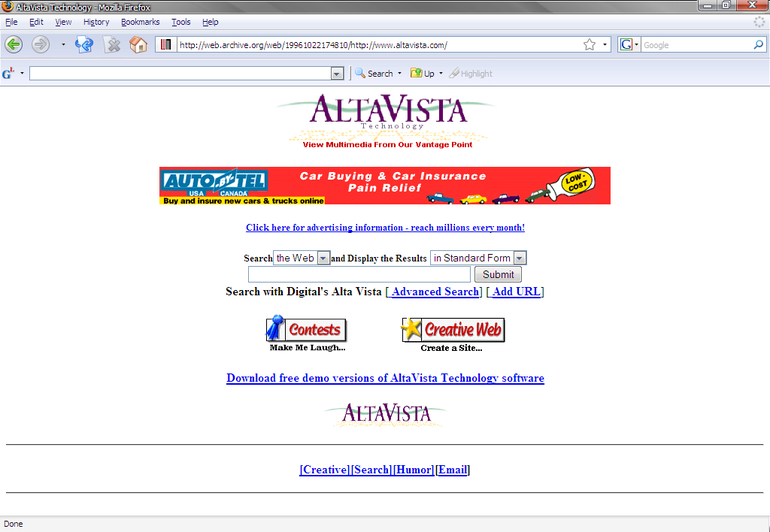 AltaVista Technology - Mozilla Firefox
File Edit View History Bookmarks Tools Help
http://web.archive.org/web/19961022174810/http://www.altavista.com/
G Google
G Search Up Highlight
ALTAVISTA
Technology
View Multimedia From Our Vantage Point
AUTO TEL
USA CANADA
Buy and insure new cars & trucks online
Car Buying & Car Insurance
Pain Relief
LOW-COST
Click here for advertising information - reach millions every month!
Search the Web and Display the Results in Standard Form
Submit
Search with Digital's Alta Vista [ Advanced Search] [ Add URL]
Contests Creative Web
Make Me Laugh... Create a Site...
Download free demo versions of AltaVista Technology software
ALTAVISTA
[Creative][Search][Humor][Email]
Done